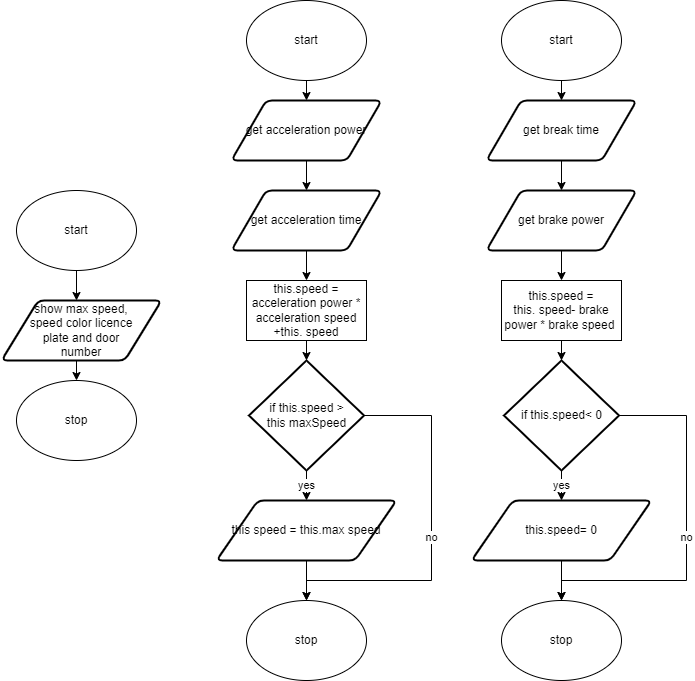 start
show max speed,
speed color licence
plate and door
number
stop
start
get acceleration power
get acceleration time
this.speed =
acceleration power *
acceleration speed
+this. speed
if this.speed >
this maxSpeed
yes
this speed = this.max speed
no
stop
start
get break time
get brake power
this.speed =
this. speed- brake
power * brake speed
if this.speed< 0
yes
this.speed= 0
no
stop